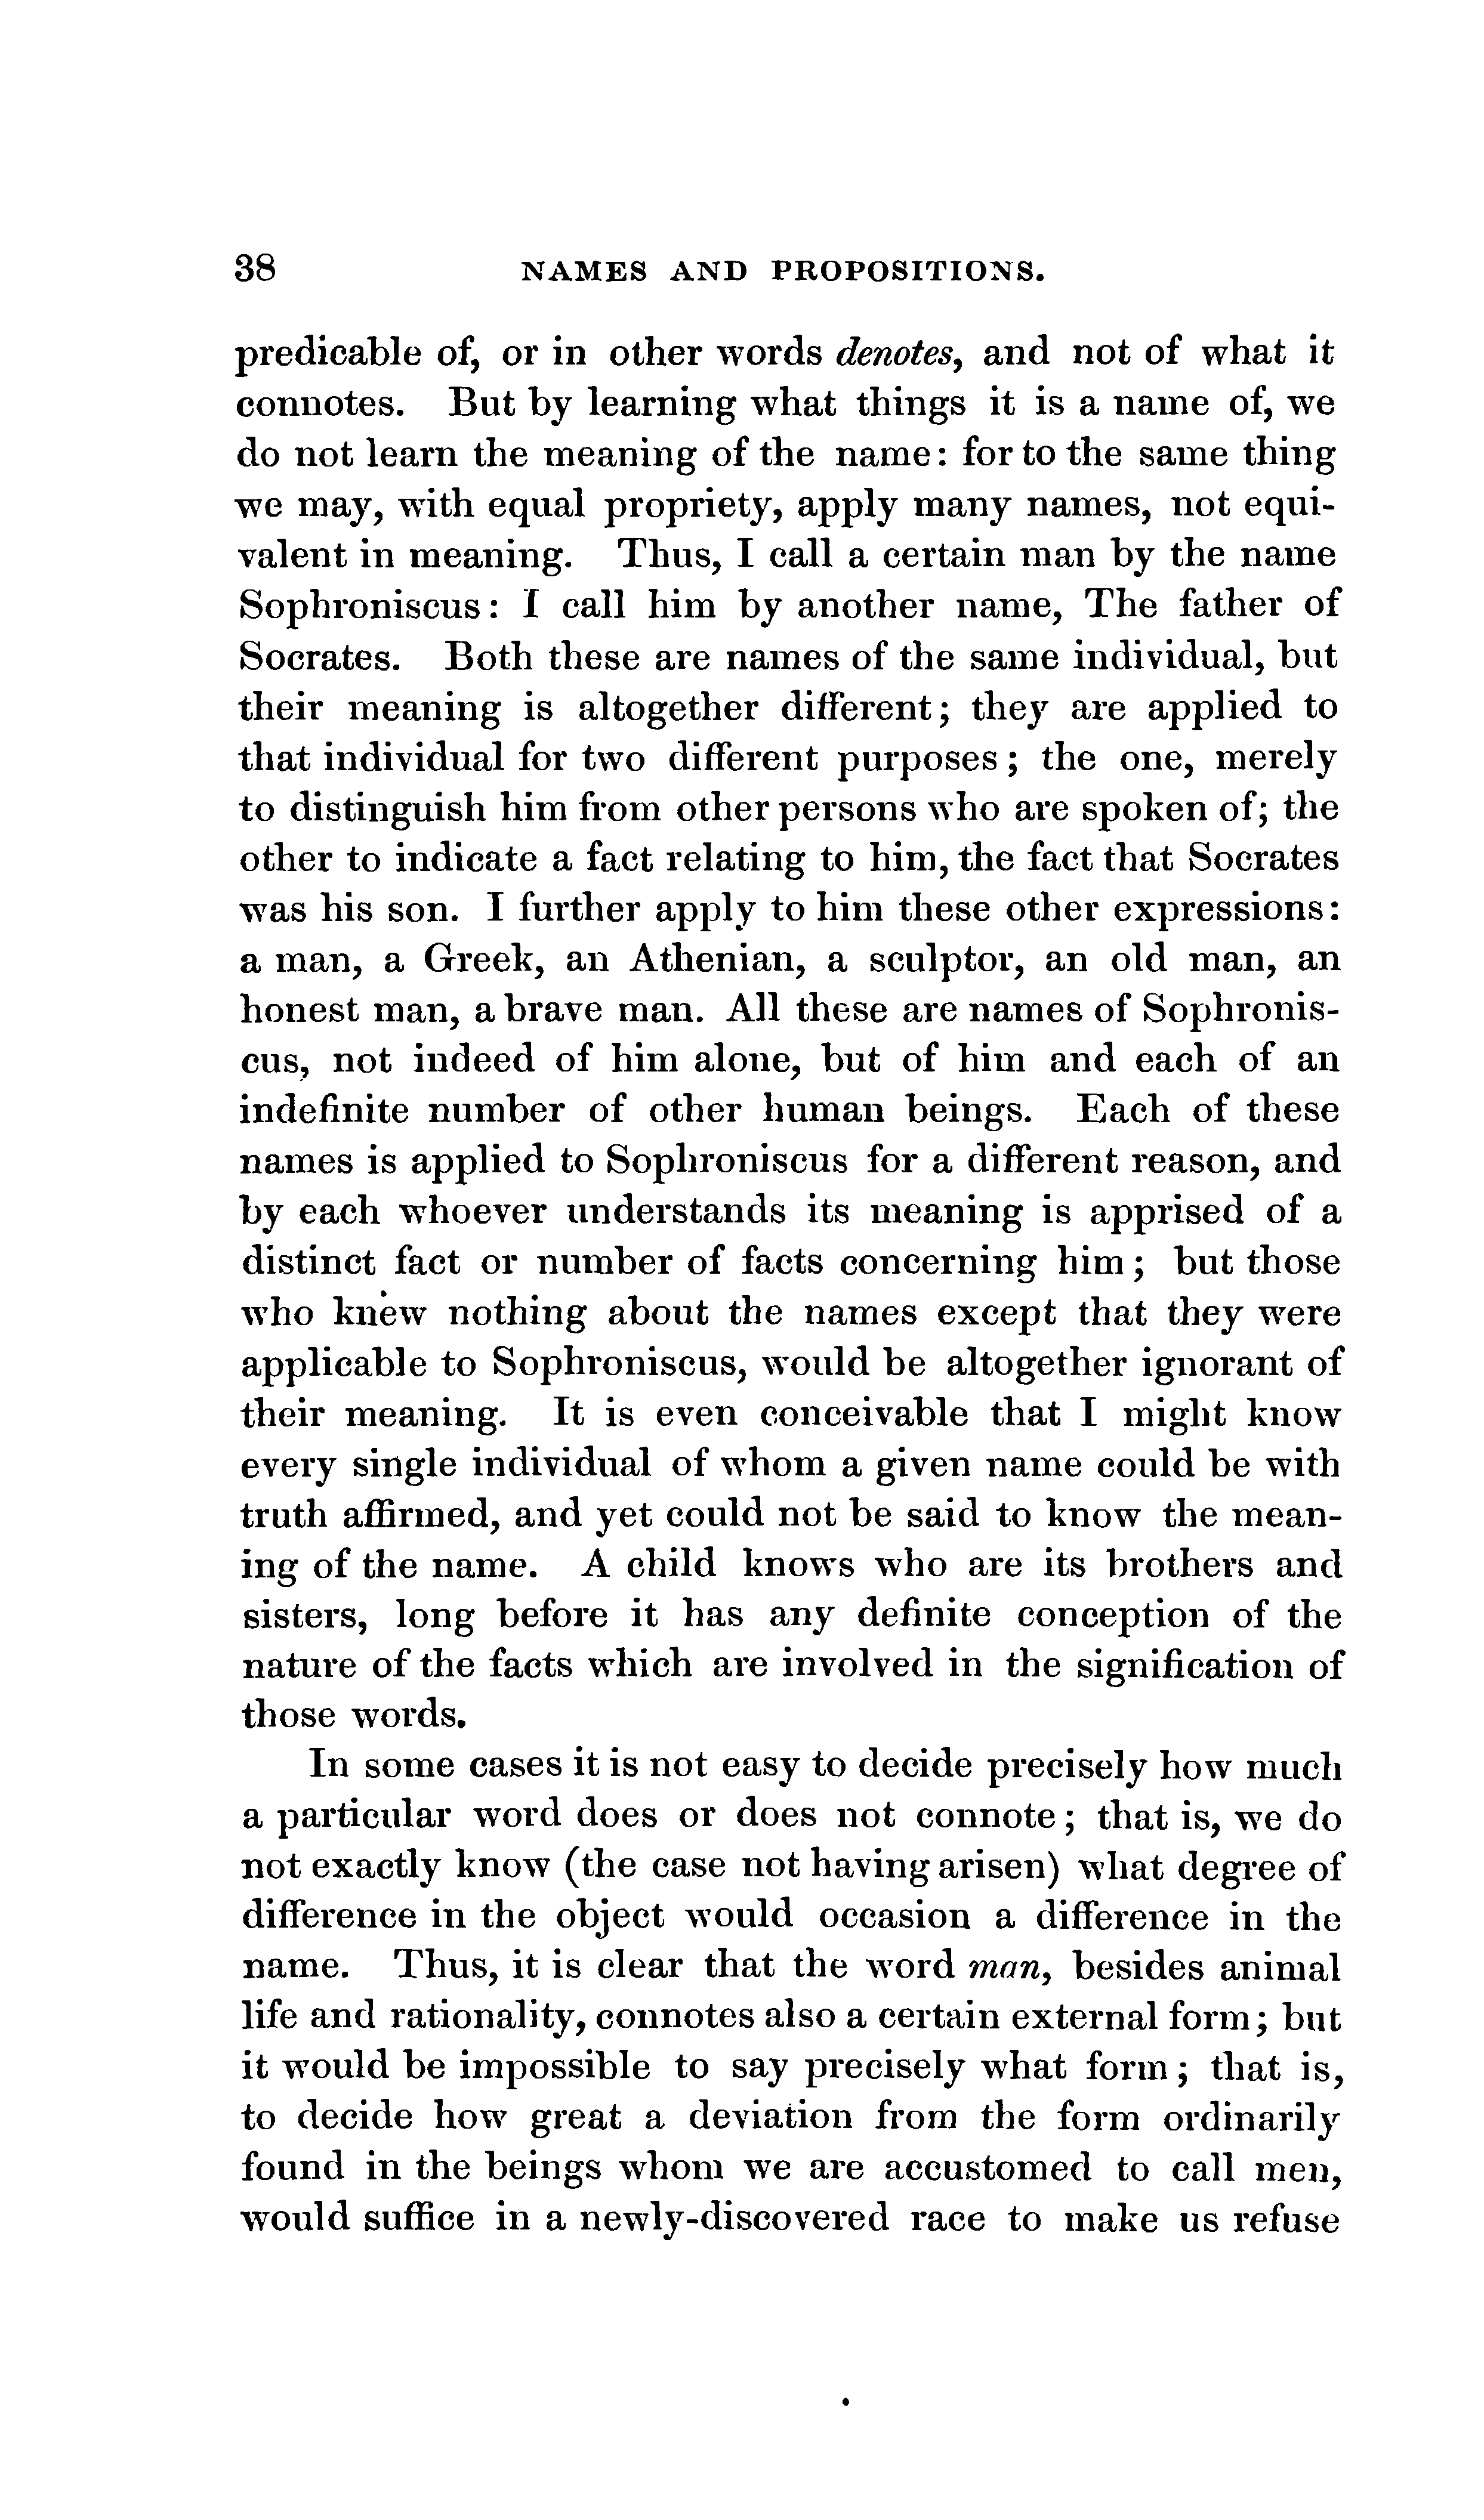 38 NAMES AND PROPOSITIONS.
predicable of, or in other words denotes, and not of what it
connotes. But by learning what things it is a name of, we
do not learn the meaning of the name: for to the same thing
we may, with equal propriety, apply many names, not equi-
valent in meaning. Thus, I call a certain man by the name
Sophroniscus: I call him by another name, The father of
Socrates. Both these are names of the same individual, but
their meaning is altogether different; they are applied to
that individual for two different purposes; the one, merely
to distinguish him from other persons who are spoken of; the
other to indicate a fact relating to him, the fact that Socrates
was his son. I further apply to him these other expressions:
a man, a Greek, an Athenian, a sculptor, an old man, an
honest man, a brave man. All these are names of Sophronis-
cus, not indeed of him alone, but of him and each of an
indefinite number of other human beings. Each of these
names is applied to Sophroniscus for a different reason, and
by each whoever understands its meaning is apprised of a
distinct fact or number of facts concerning him; but those
who knew nothing about the names except that they were
applicable to Sophroniscus, would be altogether ignorant of
their meaning. It is even conceivable that I might know
every single individual of whom a given name could be with
truth affirmed, and yet could not be said to know the mean-
ing of the name. A child knows who are its brothers and
sisters, long before it has any definite conception of the
nature of the facts which are involved in the signification of
those words.
In some cases it is not easy to decide precisely how much
a particular word does or does not connote; that is, we do
not exactly know (the case not having arisen) what degree of
difference in the object would occasion a difference in the
name. Thus, it is clear that the word man, besides animal
life and rationality, connotes also a certain external form; but
it would be impossible to say precisely what form; that is,
to decide how great a deviation from the form ordinarily
found in the beings whom we are accustomed to call men,
would suffice in a newly-discovered race to make us refuse